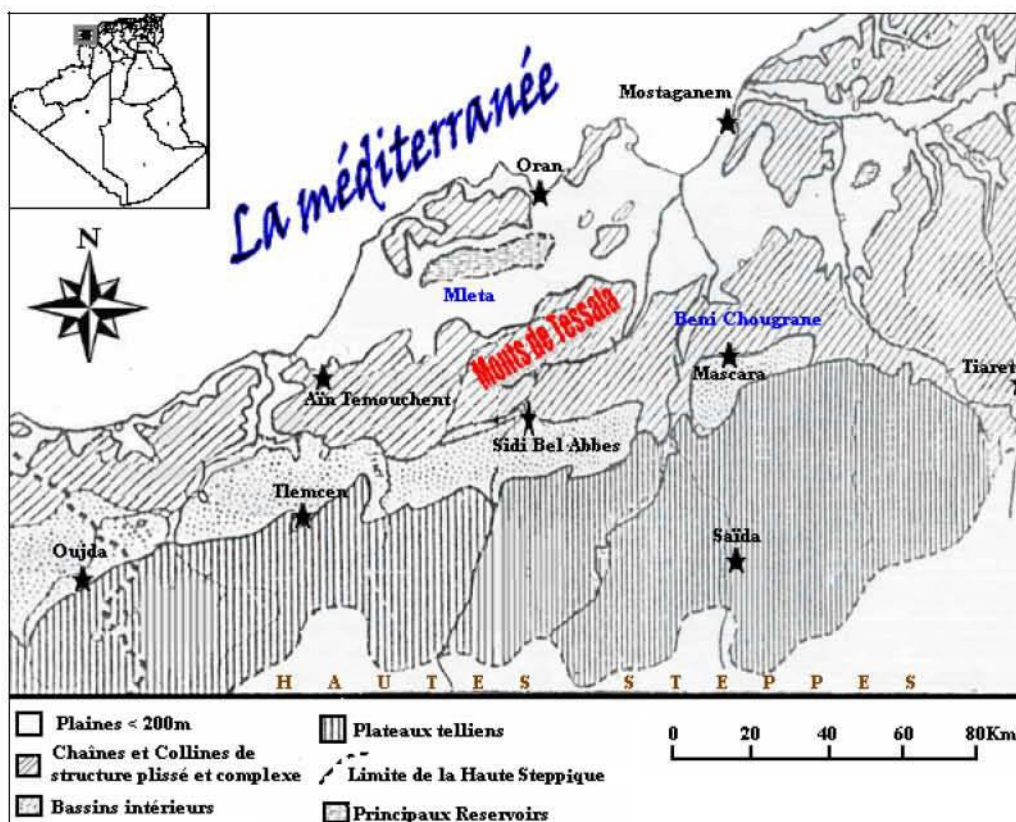 La méditerranée
Mostaganem
Oran
N
Mleta
Monts de Tessala
Beni Chougrane
Mascara
Tiaret
Aïn Temouchent
Sidi Bel Abbes
Tlemcen
Oujda
Saïda
HAUTES STEPPES
Plaines < 200m
Chaînes et Collines de
structure plissé et complexe
Bassins intérieurs
Plateaux telliens
Limite de la Haute Steppique
Principaux Reservoirs
0 20 40 60 80Km